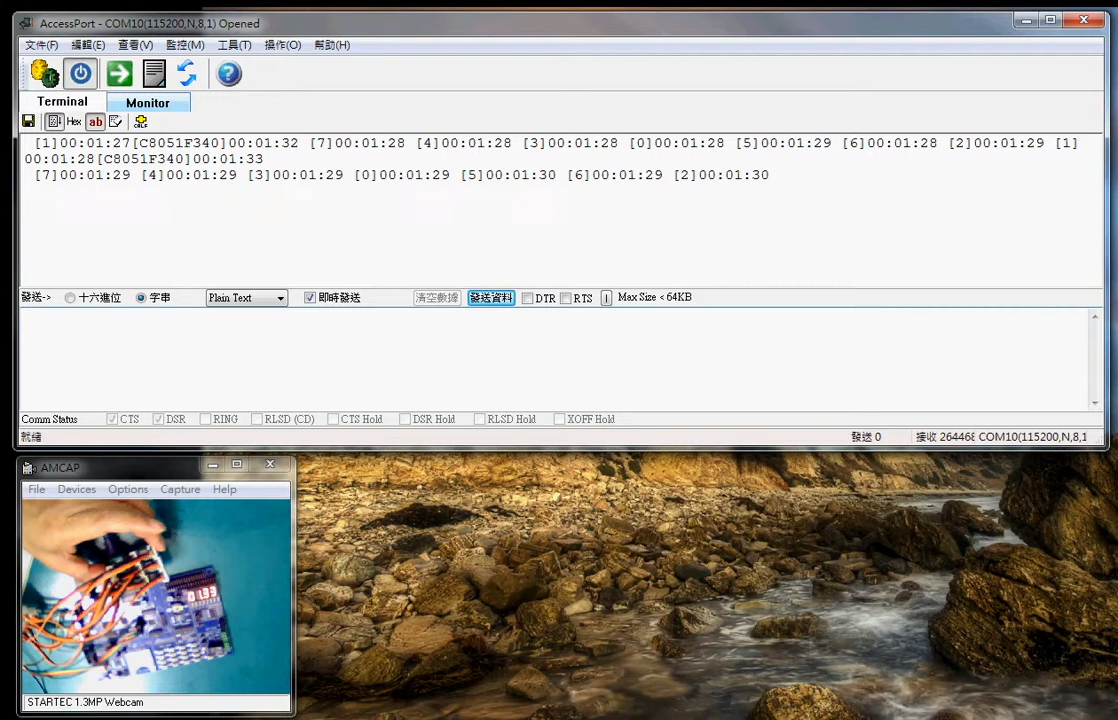 AccessPort - COM10(115200,N,8,1) Opened
文件(F) 編輯(E) 查看(V) 監控(M) 工具(T) 操作(O) 幫助(H)
Terminal Monitor
Hex ab CRLF
[1]00:01:27[C8051F340]00:01:32 [7]00:01:28 [4]00:01:28 [3]00:01:28 [0]00:01:28 [5]00:01:29 [6]00:01:28 [2]00:01:29 [1]
00:01:28[C8051F340]00:01:33
[7]00:01:29 [4]00:01:29 [3]00:01:29 [0]00:01:29 [5]00:01:30 [6]00:01:29 [2]00:01:30
發送-> 十六進位 字串 Plain Text 即時發送 清空數據 發送資料 DTR RTS Max Size < 64KB
Comm Status CTS DSR RING RLSD (CD) CTS Hold DSR Hold RLSD Hold XOFF Hold
就緒 發送 0 接收 264468 COM10(115200,N,8,1
AMCAP
File Devices Options Capture Help
01.33
STARTEC 1.3MP Webcam